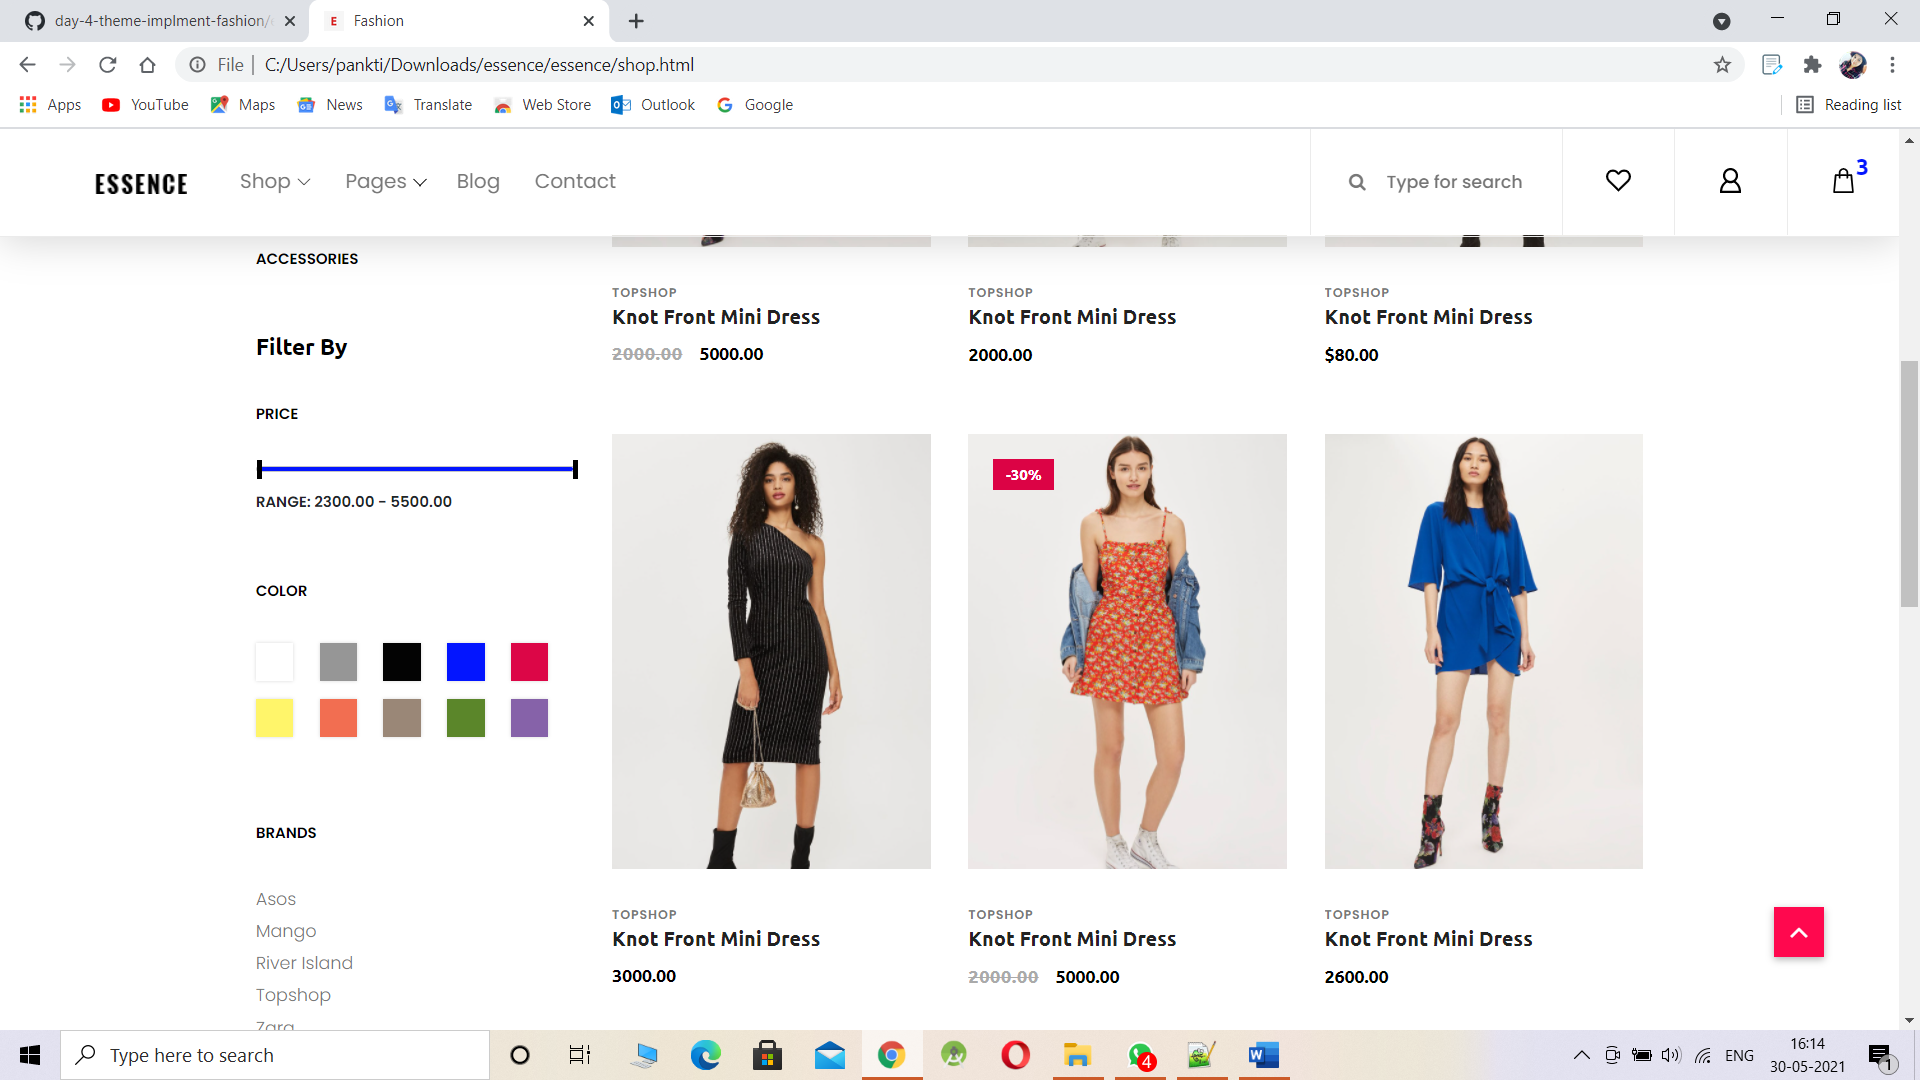 day-4-theme-implment-fashion/
E Fashion
File | C:/Users/pankti/Downloads/essence/essence/shop.html
Apps YouTube Maps News Translate Web Store Outlook Google Reading list
ESSENCE Shop Pages Blog Contact Type for search 3
ACCESSORIES
Filter By
PRICE
RANGE: 2300.00 - 5500.00
COLOR
BRANDS
Asos
Mango
River Island
Topshop
Zara
TOPSHOP TOPSHOP TOPSHOP
Knot Front Mini Dress Knot Front Mini Dress Knot Front Mini Dress
2000.00 5000.00 2000.00 $80.00
-30%
TOPSHOP TOPSHOP TOPSHOP
Knot Front Mini Dress Knot Front Mini Dress Knot Front Mini Dress
3000.00 2000.00 5000.00 2600.00
Type here to search 4 ENG 16:14
30-05-2021 1